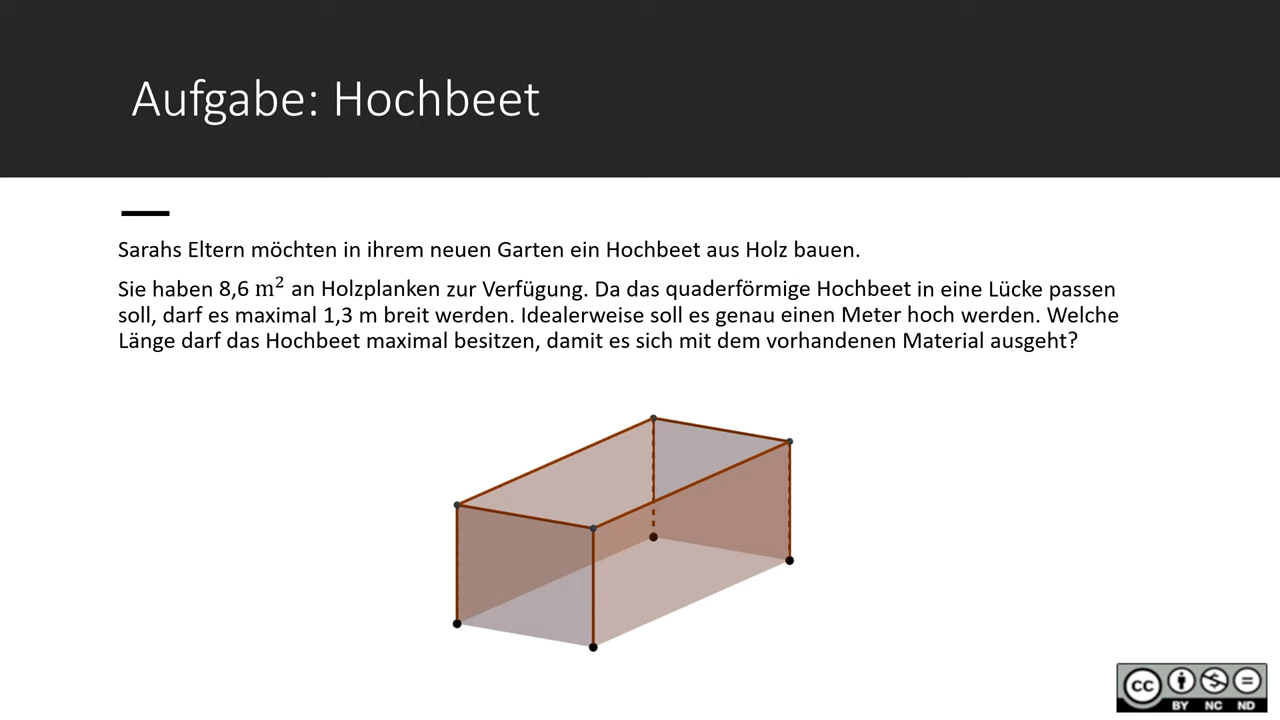 Aufgabe: Hochbeet
Sarahs Eltern möchten in ihrem neuen Garten ein Hochbeet aus Holz bauen.
Sie haben 8,6 m² an Holzplanken zur Verfügung. Da das quaderförmige Hochbeet in eine Lücke passen
soll, darf es maximal 1,3 m breit werden. Idealerweise soll es genau einen Meter hoch werden. Welche
Länge darf das Hochbeet maximal besitzen, damit es sich mit dem vorhandenen Material ausgeht?
CC
BY NC ND